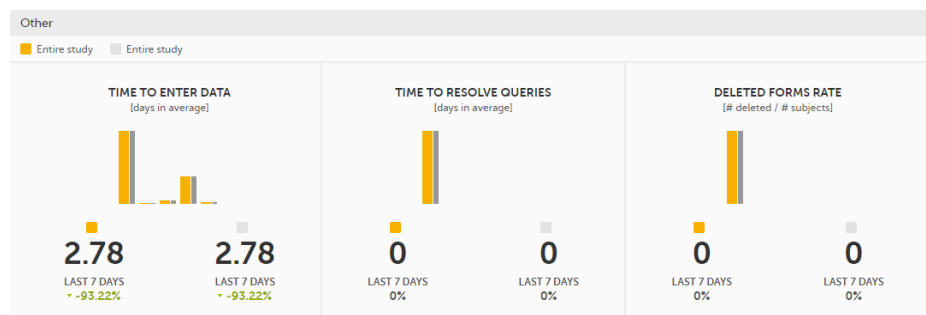 Other
Entire study Entire study
TIME TO ENTER DATA
[days in average]
2.78 2.78
LAST 7 DAYS LAST 7 DAYS
▼ -93.22% ▼ -93.22%
TIME TO RESOLVE QUERIES
[days in average]
0 0
LAST 7 DAYS LAST 7 DAYS
0% 0%
DELETED FORMS RATE
[# deleted / # subjects]
0 0
LAST 7 DAYS LAST 7 DAYS
0% 0%